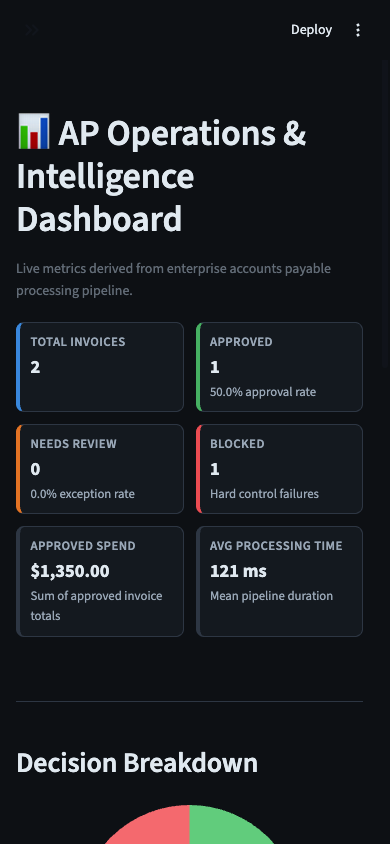 Deploy
AP Operations &
Intelligence
Dashboard
Live metrics derived from enterprise accounts payable
processing pipeline.
TOTAL INVOICES
2
APPROVED
1
50.0% approval rate
NEEDS REVIEW
0
0.0% exception rate
BLOCKED
1
Hard control failures
APPROVED SPEND
$1,350.00
Sum of approved invoice
totals
AVG PROCESSING TIME
121 ms
Mean pipeline duration
Decision Breakdown